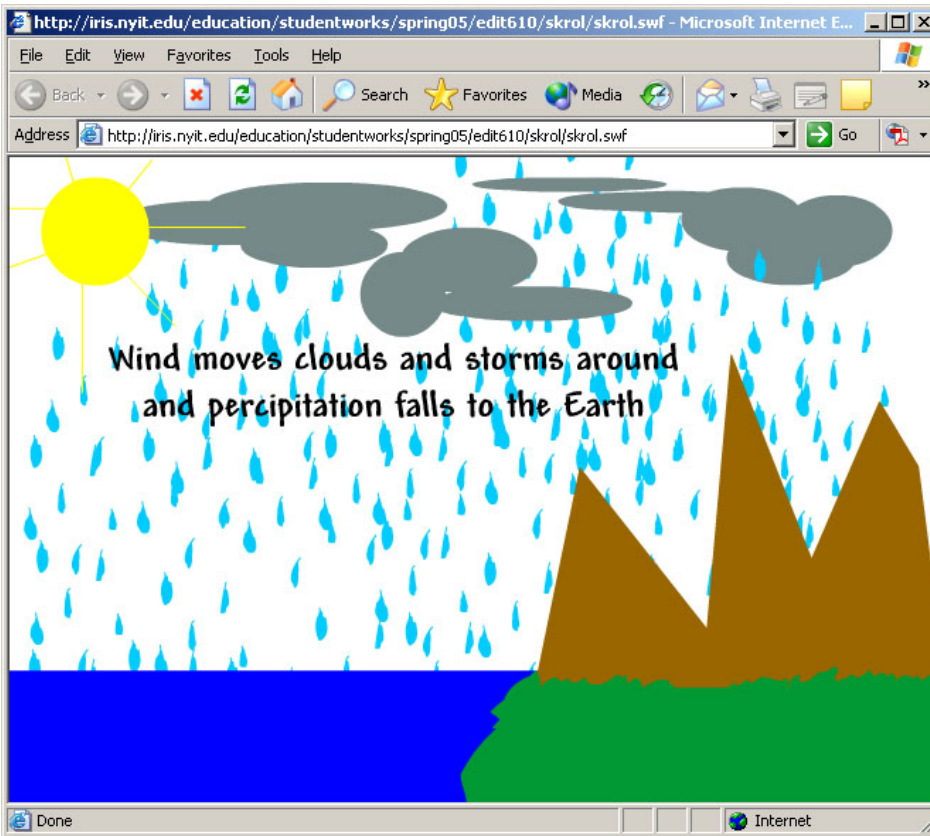 http://iris.nyit.edu/education/studentworks/spring05/edit610/skrol/skrol.swf - Microsoft Internet E...
File Edit View Favorites Tools Help
Back Search Favorites Media »
Address http://iris.nyit.edu/education/studentworks/spring05/edit610/skrol/skrol.swf Go
Wind moves clouds and storms around
and percipitation falls to the Earth
Done Internet